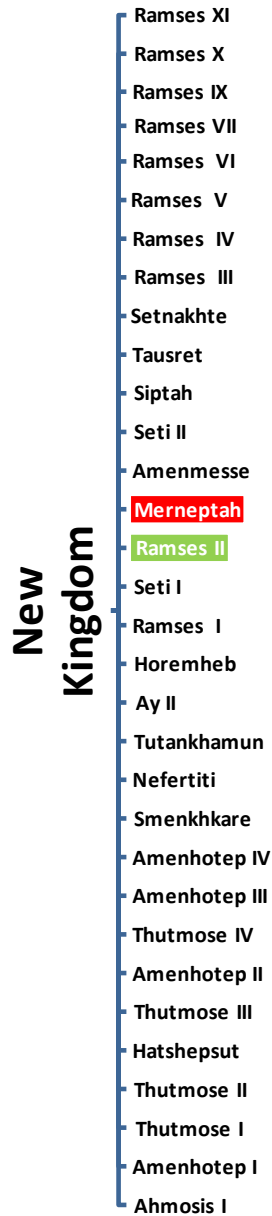 New
Kingdom
Ramses XI
Ramses X
Ramses IX
Ramses VII
Ramses VI
Ramses V
Ramses IV
Ramses III
Setnakhte
Tausret
Siptah
Seti II
Amenmesse
Merneptah
Ramses II
Seti I
Ramses I
Horemheb
Ay II
Tutankhamun
Nefertiti
Smenkhkare
Amenhotep IV
Amenhotep III
Thutmose IV
Amenhotep II
Thutmose III
Hatshepsut
Thutmose II
Thutmose I
Amenhotep I
Ahmosis I